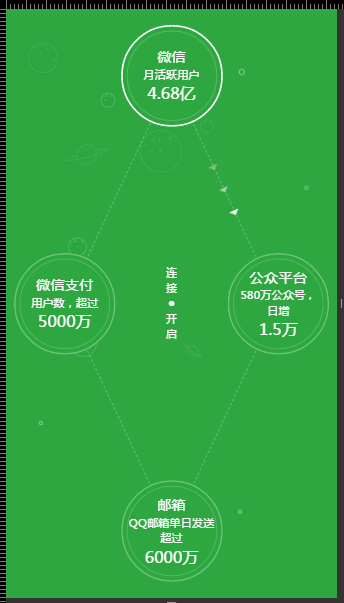 微信
月活跃用户
4.68亿
微信支付
用户数，超过
5000万
连
接
●
开
启
公众平台
580万公众号，
日增
1.5万
邮箱
QQ邮箱单日发送
超过
6000万